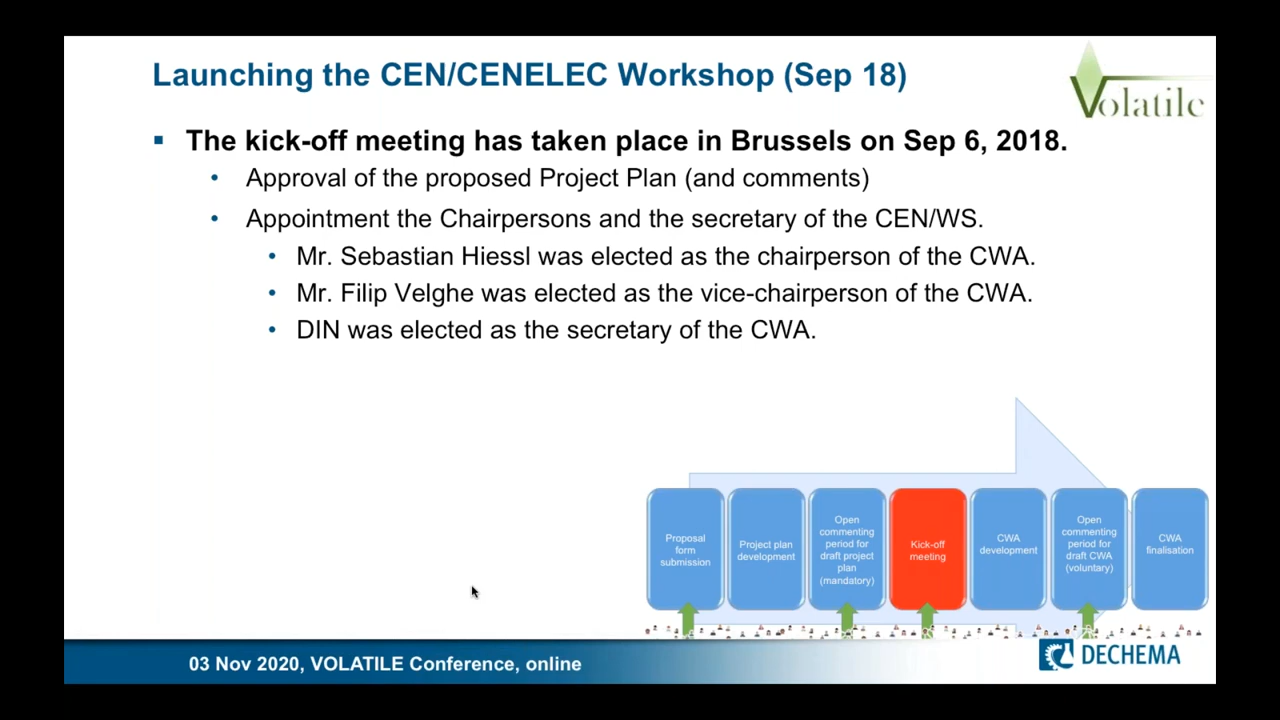 Launching the CEN/CENELEC Workshop (Sep 18)
Volatile
The kick-off meeting has taken place in Brussels on Sep 6, 2018.
Approval of the proposed Project Plan (and comments)
Appointment the Chairpersons and the secretary of the CEN/WS.
Mr. Sebastian Hiessl was elected as the chairperson of the CWA.
Mr. Filip Velghe was elected as the vice-chairperson of the CWA.
DIN was elected as the secretary of the CWA.
Proposal
form
submission
Project plan
development
Open
commenting
period for
draft project
plan
(mandatory)
Kick-off
meeting
CWA
development
Open
commenting
period for
draft CWA
(voluntary)
CWA
finalisation
03 Nov 2020, VOLATILE Conference, online
DECHEMA